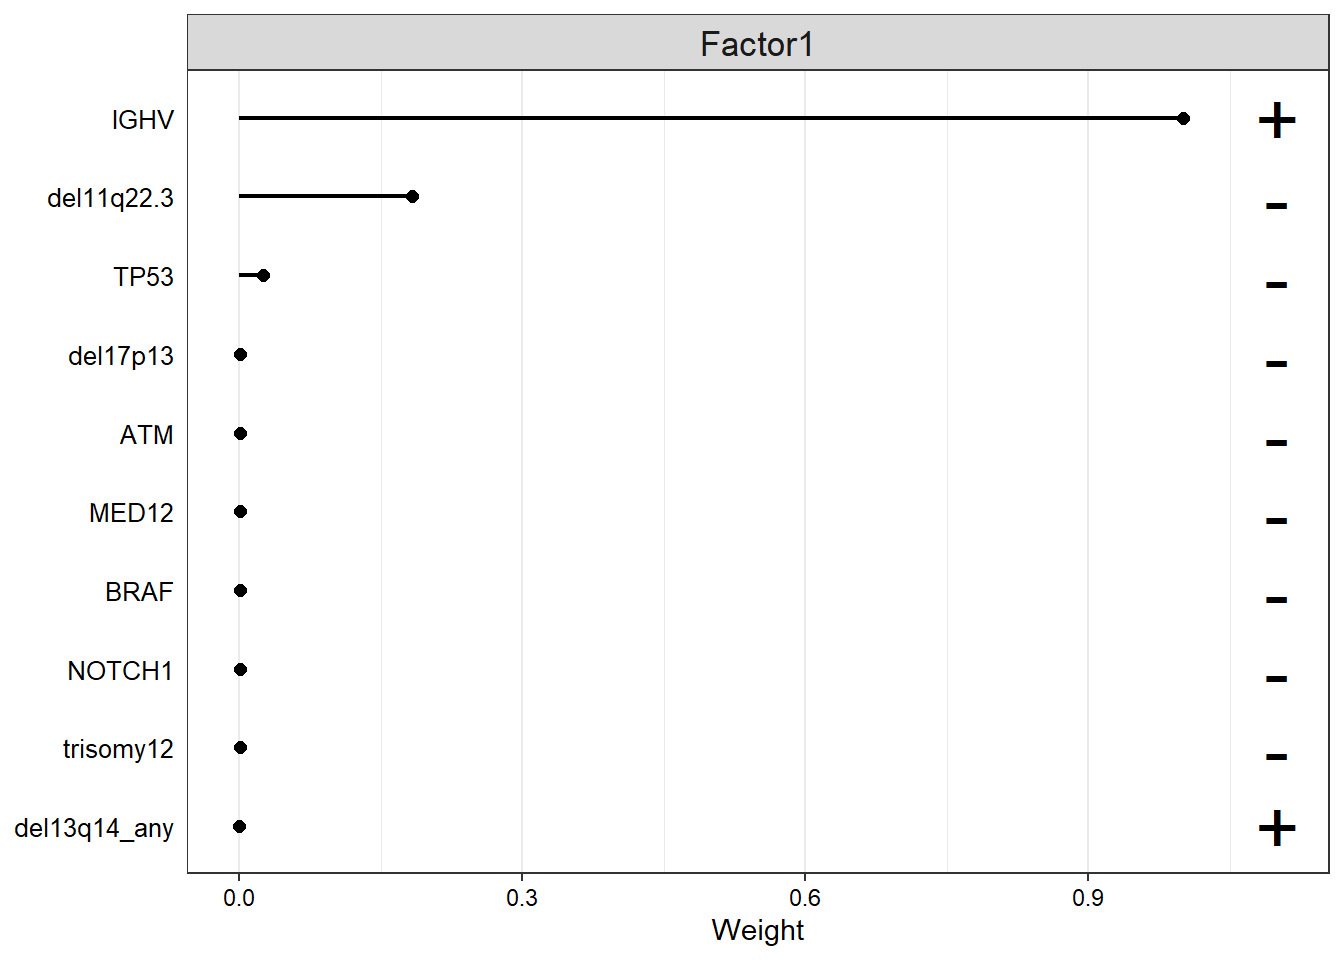 Factor1
IGHV +
del11q22.3 -
TP53 -
del17p13 -
ATM -
MED12 -
BRAF -
NOTCH1 -
trisomy12 -
del13q14_any +
0.0 0.3 0.6 0.9
Weight